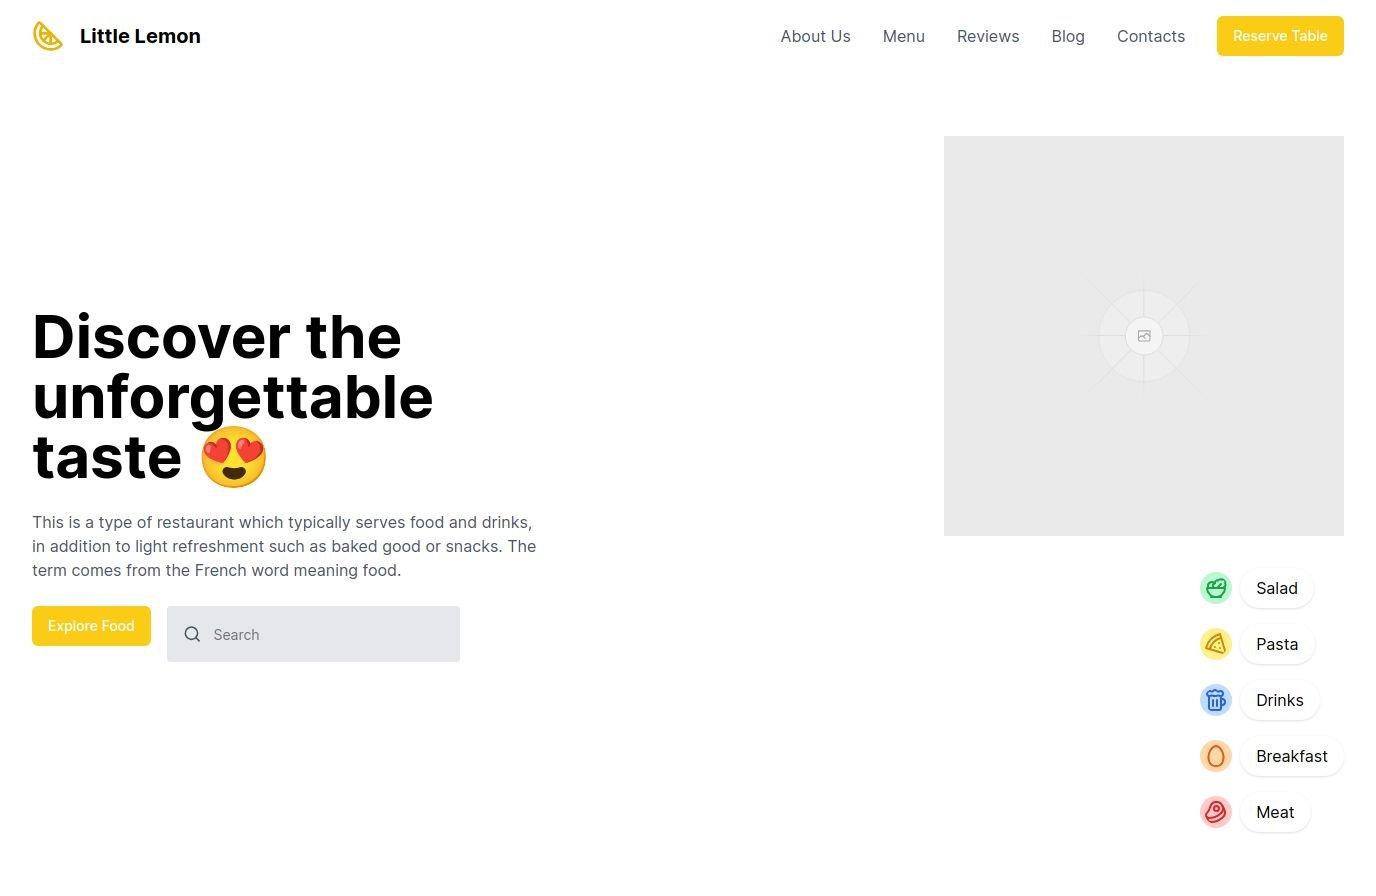 Little Lemon
About Us
Menu
Reviews
Blog
Contacts
Reserve Table
Discover the
unforgettable
taste 😍
This is a type of restaurant which typically serves food and drinks,
in addition to light refreshment such as baked good or snacks. The
term comes from the French word meaning food.
Explore Food
Search
Salad
Pasta
Drinks
Breakfast
Meat